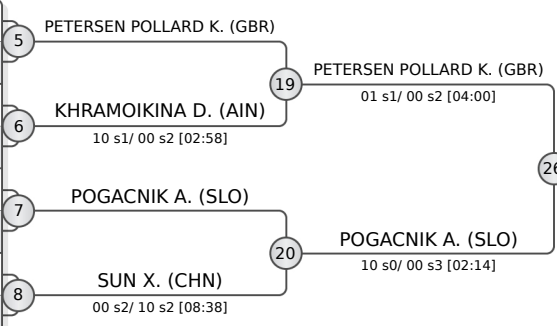 PETERSEN POLLARD K. (GBR)
5
19
PETERSEN POLLARD K. (GBR)
01 s1/ 00 s2 [04:00]
KHRAMOIKINA D. (AIN)
6
10 s1/ 00 s2 [02:58]
26
POGACNIK A. (SLO)
7
20
POGACNIK A. (SLO)
10 s0/ 00 s3 [02:14]
SUN X. (CHN)
8
00 s2/ 10 s2 [08:38]